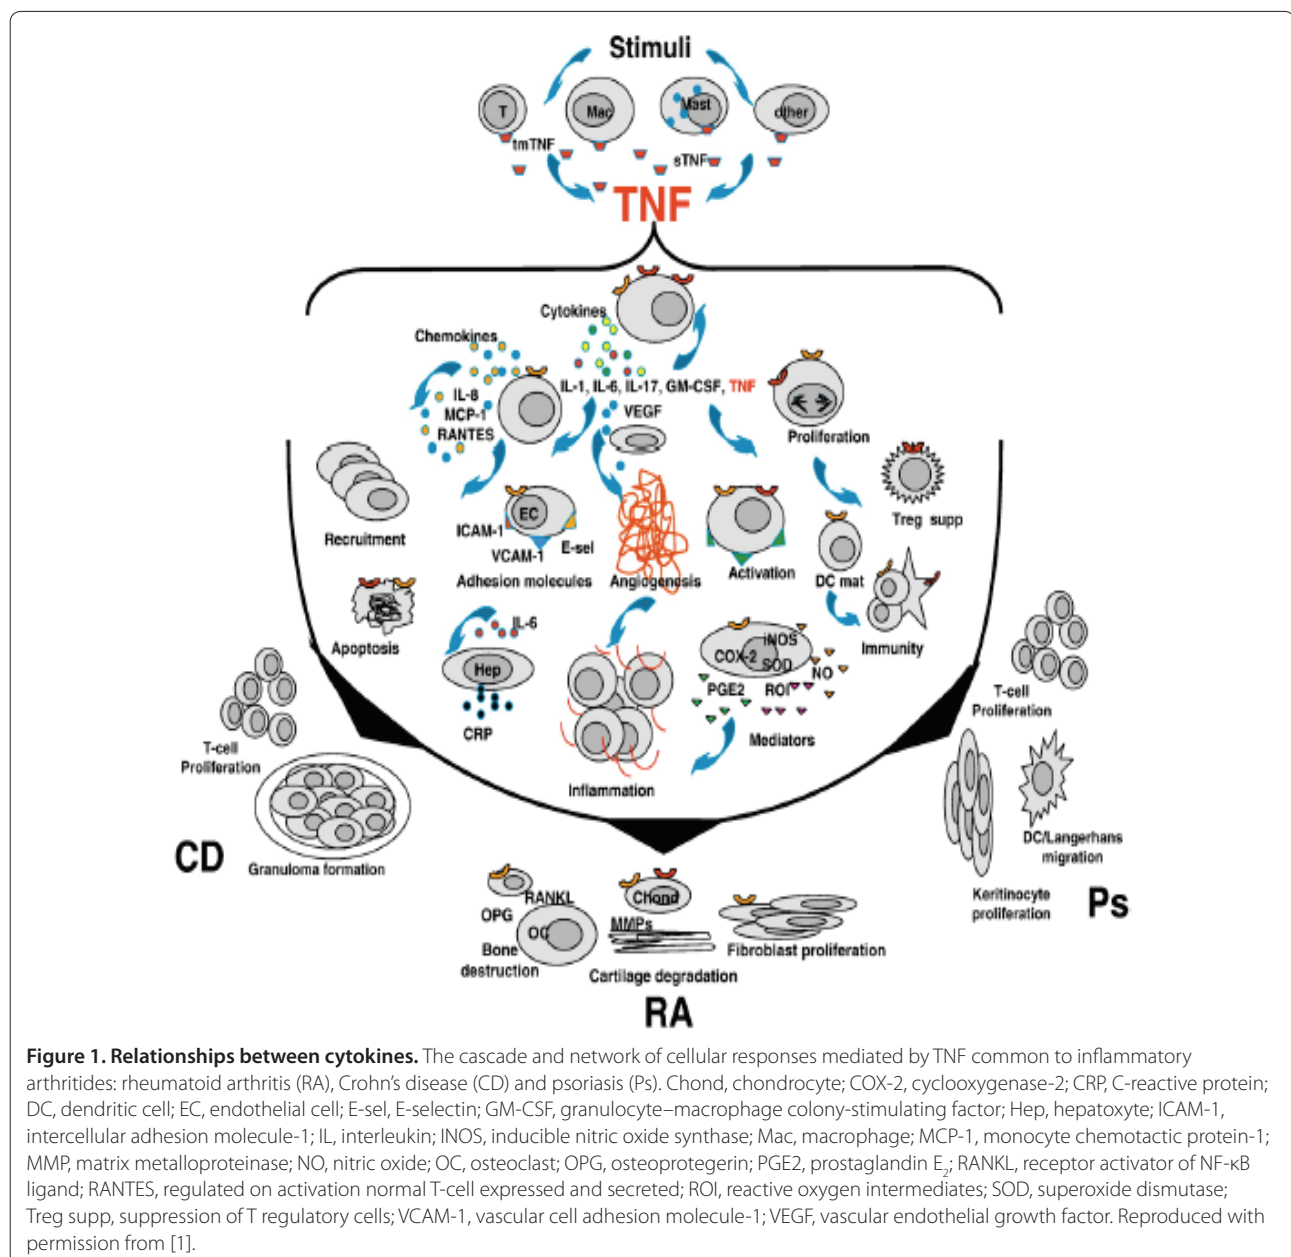 Stimuli
T
Mac
Mast
other
tmTNF
sTNF
TNF
Cytokines
Chemokines
IL-8
MCP-1
RANTES
IL-1, IL-6, IL-17, GM-CSF, TNF
VEGF
Proliferation
Recruitment
EC
ICAM-1
VCAM-1
E-sel
Adhesion molecules
Angiogenesis
Activation
DC mat
Treg supp
Apoptosis
IL-6
Hep
CRP
Inflammation
COX-2
iNOS
SOD
NO
PGE2
ROI
Mediators
Immunity
T-cell
Proliferation
Granuloma formation
CD
T-cell
Proliferation
DC/Langerhans
migration
Keritinocyte
proliferation
Ps
RANKL
OPG
OC
Bone
destruction
Chond
MMPs
Cartilage degradation
Fibroblast proliferation
RA
Figure 1. Relationships between cytokines. The cascade and network of cellular responses mediated by TNF common to inflammatory
arthritides: rheumatoid arthritis (RA), Crohn's disease (CD) and psoriasis (Ps). Chond, chondrocyte; COX-2, cyclooxygenase-2; CRP, C-reactive protein;
DC, dendritic cell; EC, endothelial cell; E-sel, E-selectin; GM-CSF, granulocyte–macrophage colony-stimulating factor; Hep, hepatoxyte; ICAM-1,
intercellular adhesion molecule-1; IL, interleukin; INOS, inducible nitric oxide synthase; Mac, macrophage; MCP-1, monocyte chemotactic protein-1;
MMP, matrix metalloproteinase; NO, nitric oxide; OC, osteoclast; OPG, osteoprotegerin; PGE2, prostaglandin E2; RANKL, receptor activator of NF-κB
ligand; RANTES, regulated on activation normal T-cell expressed and secreted; ROI, reactive oxygen intermediates; SOD, superoxide dismutase;
Treg supp, suppression of T regulatory cells; VCAM-1, vascular cell adhesion molecule-1; VEGF, vascular endothelial growth factor. Reproduced with
permission from [1].